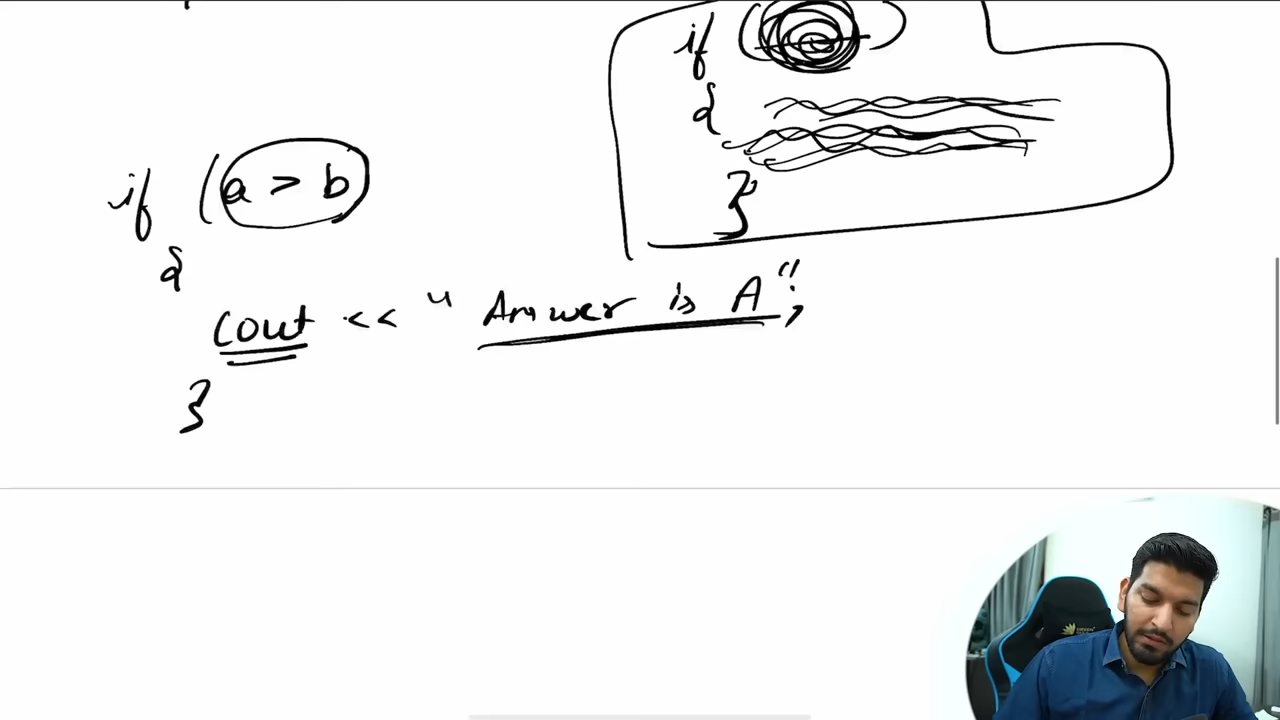 if ( )
{
}
if (a > b)
{
cout << "Answer is A";
}